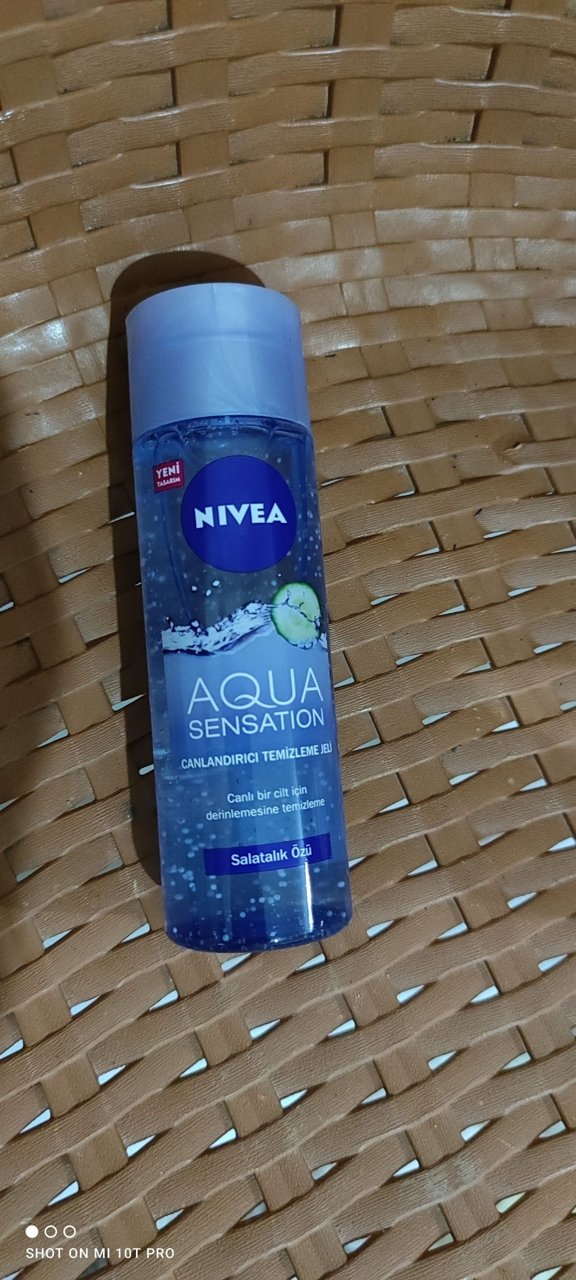 YENİ
TASARIM
NIVEA
AQUA
SENSATION
CANLANDIRICI TEMİZLEME JELİ
Canlı bir cilt için
derinlemesine temizleme
Salatalık Özü
SHOT ON MI 10T PRO